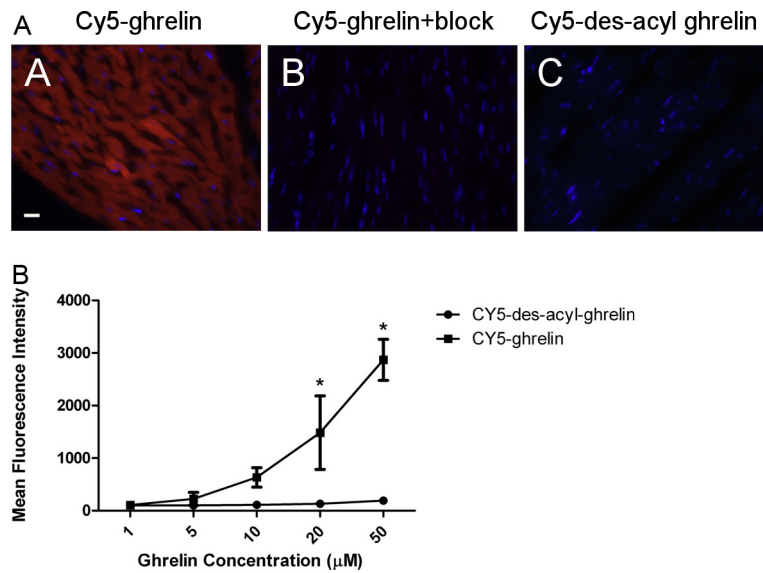 A
Cy5-ghrelin
Cy5-ghrelin+block
Cy5-des-acyl ghrelin
A
B
C
B
Mean Fluorescence Intensity
4000
3000
2000
1000
0
*
*
1
5
10
20
50
Ghrelin Concentration (μM)
CY5-des-acyl-ghrelin
CY5-ghrelin